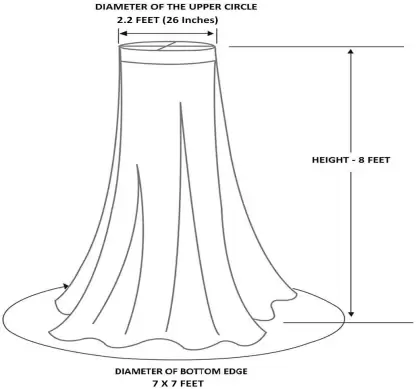 DIAMETER OF THE UPPER CIRCLE
2.2 FEET (26 Inches)
HEIGHT - 8 FEET
DIAMETER OF BOTTOM EDGE
7 X 7 FEET